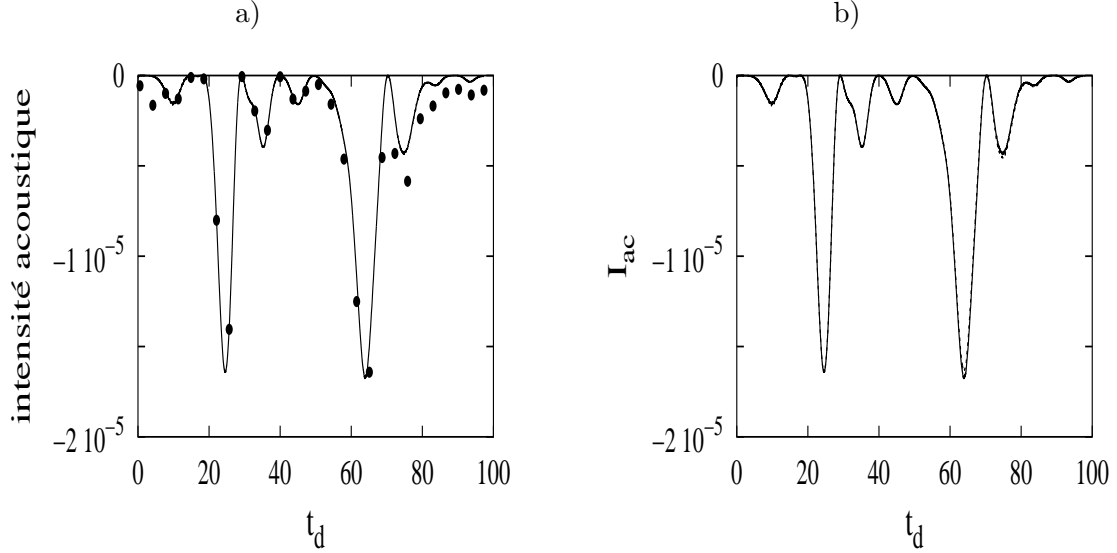 a)
b)
intensité acoustique
0
−1 10⁻⁵
−2 10⁻⁵
0 20 40 60 80 100
t_d
I_ac
0
−1 10⁻⁵
−2 10⁻⁵
0 20 40 60 80 100
t_d